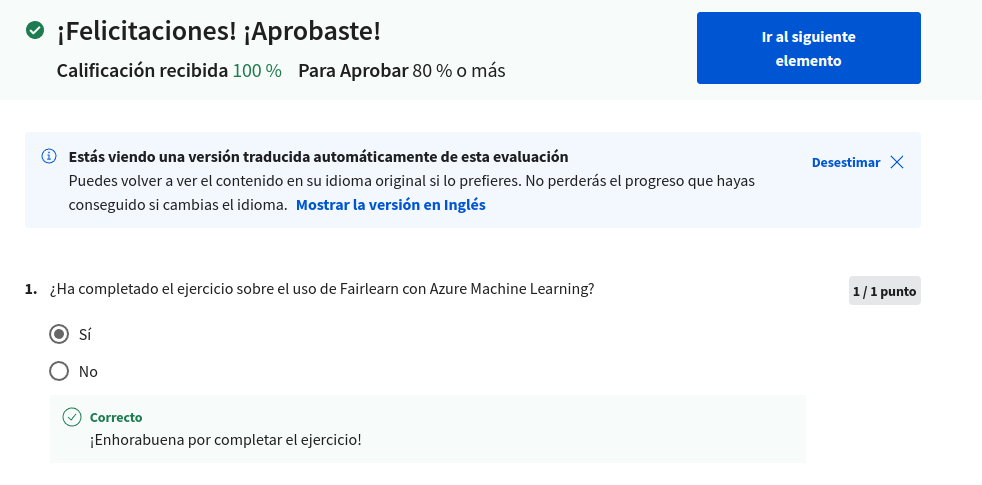 ¡Felicitaciones! ¡Aprobaste!
Calificación recibida 100 % Para Aprobar 80 % o más
Ir al siguiente
elemento
Estás viendo una versión traducida automáticamente de esta evaluación
Puedes volver a ver el contenido en su idioma original si lo prefieres. No perderás el progreso que hayas
conseguido si cambias el idioma. Mostrar la versión en Inglés
Desestimar
1. ¿Ha completado el ejercicio sobre el uso de Fairlearn con Azure Machine Learning?
1 / 1 punto
Sí
No
Correcto
¡Enhorabuena por completar el ejercicio!